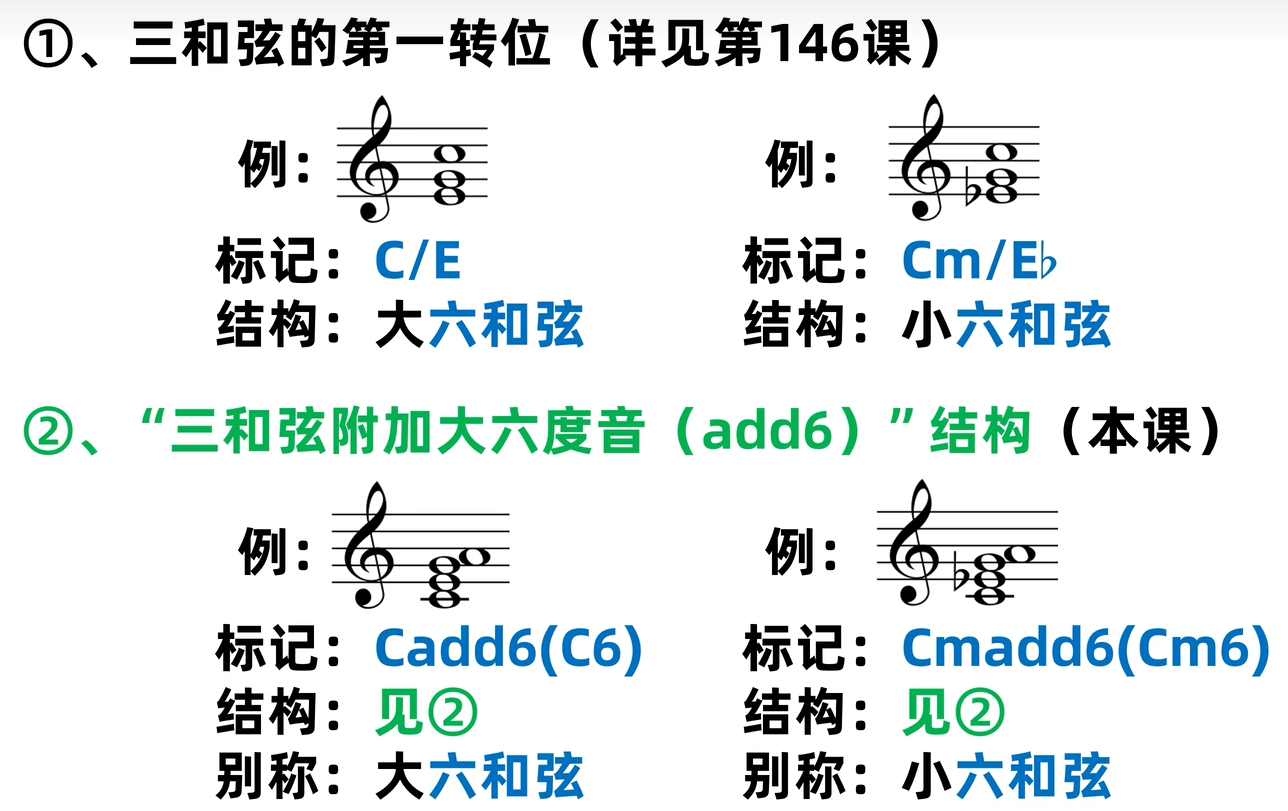 ①、三和弦的第一转位（详见第146课）
例： 例：
标记：C/E 标记：Cm/E♭
结构：大六和弦 结构：小六和弦
②、“三和弦附加大六度音（add6）”结构（本课）
例： 例：
标记：Cadd6(C6) 标记：Cmadd6(Cm6)
结构：见② 结构：见②
别称：大六和弦 别称：小六和弦